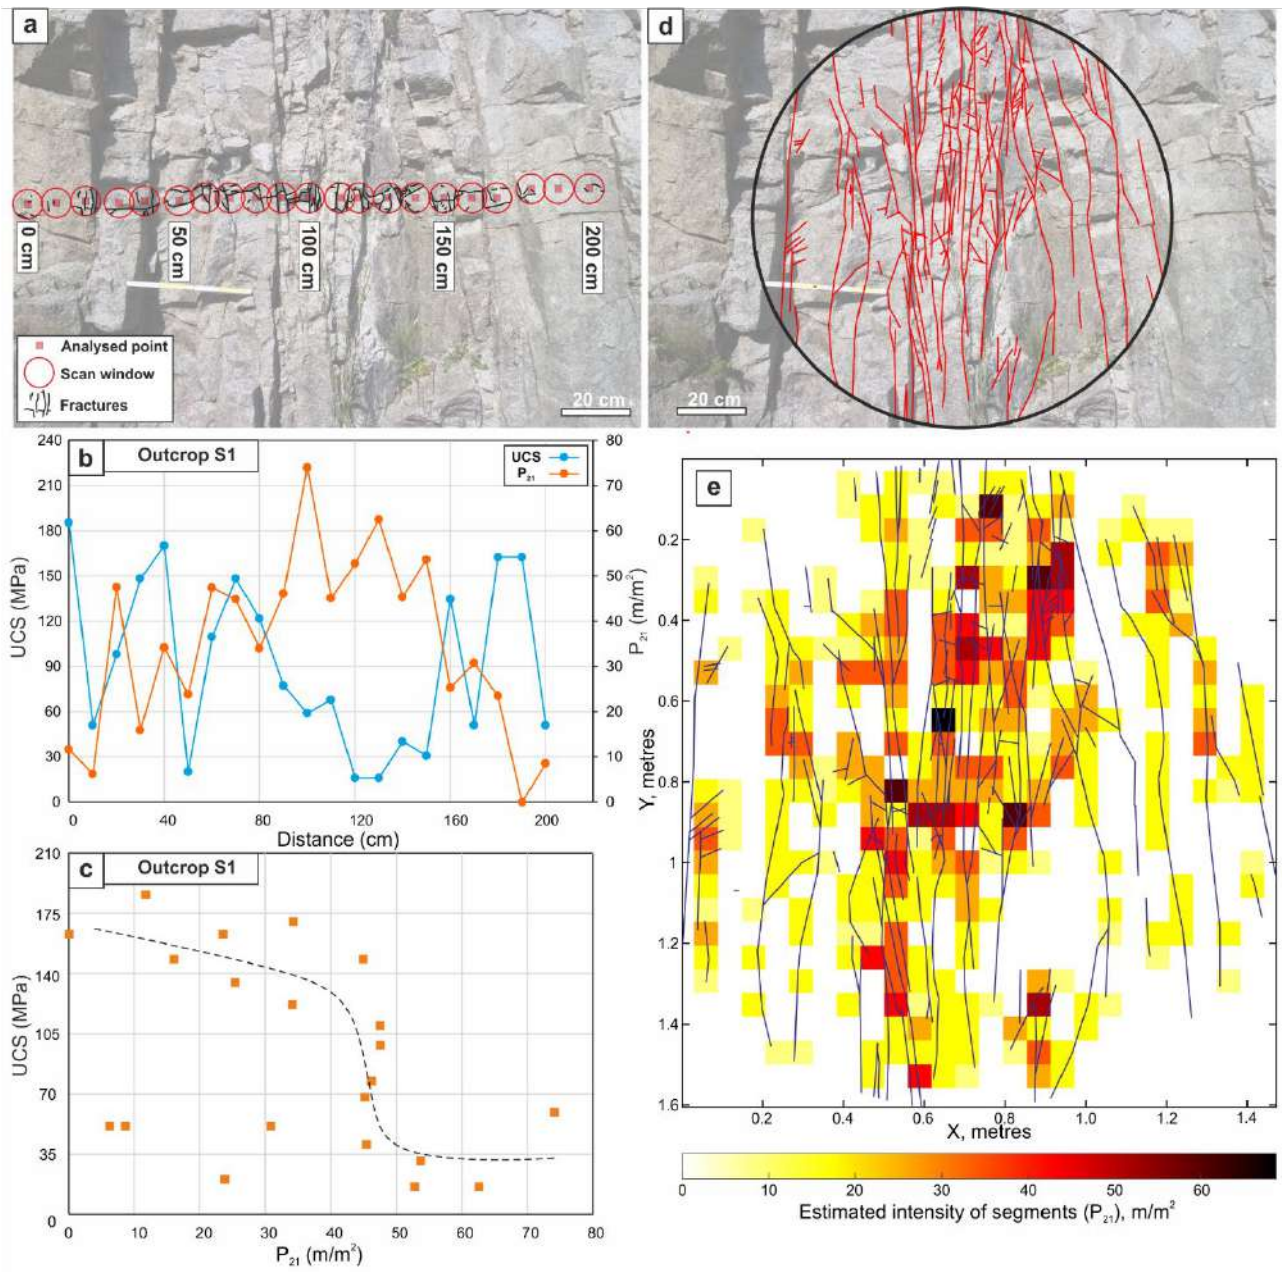 a
0 cm
50 cm
100 cm
150 cm
200 cm
Analysed point
Scan window
Fractures
20 cm
d
20 cm
b
Outcrop S1
UCS
P21
240
210
180
150
120
90
60
30
0
UCS (MPa)
80
70
60
50
40
30
20
10
0
P21 (m/m²)
0
40
80
120
160
200
Distance (cm)
c
Outcrop S1
210
175
140
105
70
35
0
UCS (MPa)
0
10
20
30
40
50
60
70
80
P21 (m/m²)
e
0.2
0.4
0.6
0.8
1
1.2
1.4
1.6
Y, metres
0.2
0.4
0.6
0.8
1.0
1.2
1.4
X, metres
0
10
20
30
40
50
60
Estimated intensity of segments (P21), m/m²